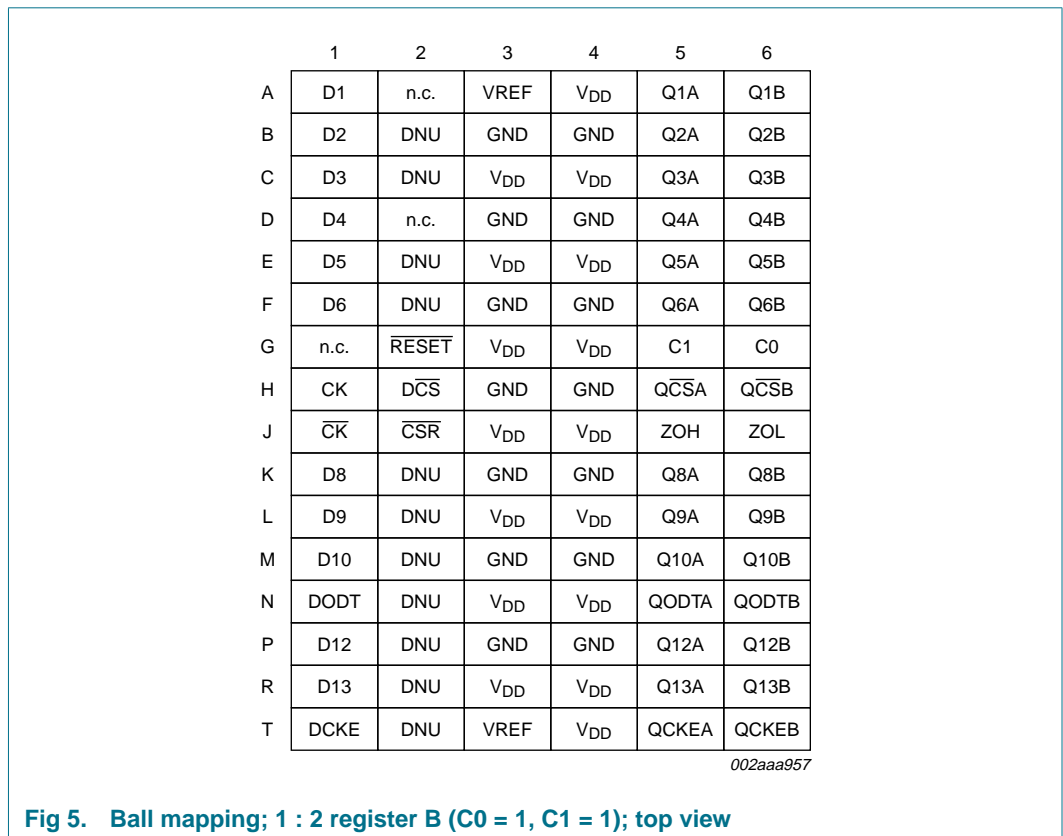 1 2 3 4 5 6
A D1 n.c. VREF VDD Q1A Q1B
B D2 DNU GND GND Q2A Q2B
C D3 DNU VDD VDD Q3A Q3B
D D4 n.c. GND GND Q4A Q4B
E D5 DNU VDD VDD Q5A Q5B
F D6 DNU GND GND Q6A Q6B
G n.c. RESET VDD VDD C1 C0
H CK DCS GND GND QCSA QCSB
J CK CSR VDD VDD ZOH ZOL
K D8 DNU GND GND Q8A Q8B
L D9 DNU VDD VDD Q9A Q9B
M D10 DNU GND GND Q10A Q10B
N DODT DNU VDD VDD QODTA QODTB
P D12 DNU GND GND Q12A Q12B
R D13 DNU VDD VDD Q13A Q13B
T DCKE DNU VREF VDD QCKEA QCKEB
002aaa957
Fig 5. Ball mapping; 1 : 2 register B (C0 = 1, C1 = 1); top view